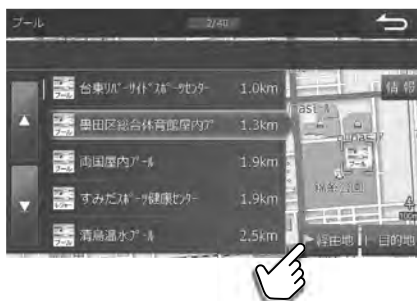 プール
2/40
台東リバーサイドスポーツセンター 1.0km
墨田区総合体育館屋内プ 1.3km
両国屋内プール 1.9km
すみだスポーツ健康センター 1.9km
清島温水プール 2.5km
情報
経由地
目的地